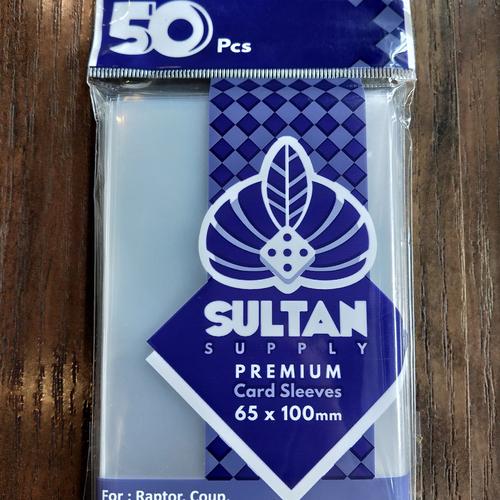 50 Pcs
SULTAN
SUPPLY
PREMIUM
Card Sleeves
65 x 100mm
For : Raptor, Coup,